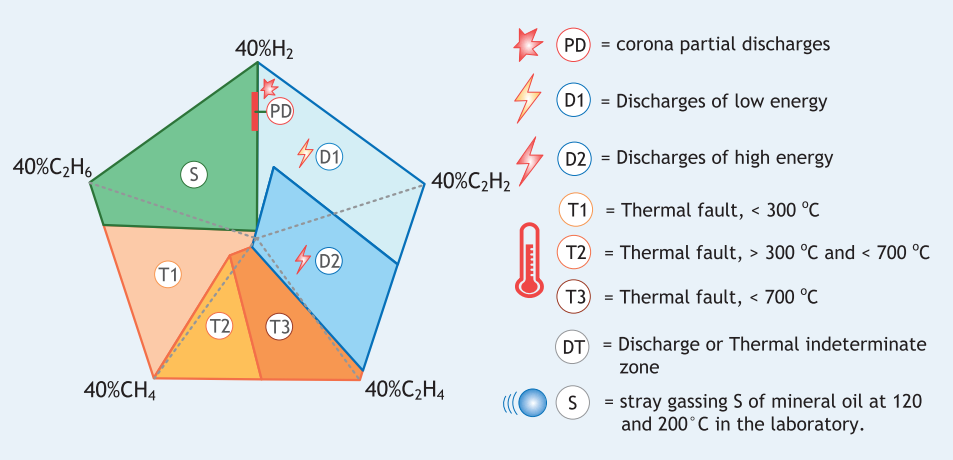 40%H₂
40%C₂H₆
40%C₂H₂
40%CH₄
40%C₂H₄
PD
D1
S
D2
T1
T2
T3
PD = corona partial discharges
D1 = Discharges of low energy
D2 = Discharges of high energy
T1 = Thermal fault, < 300 °C
T2 = Thermal fault, > 300 °C and < 700 °C
T3 = Thermal fault, < 700 °C
DT = Discharge or Thermal indeterminate
zone
S = stray gassing S of mineral oil at 120
and 200°C in the laboratory.